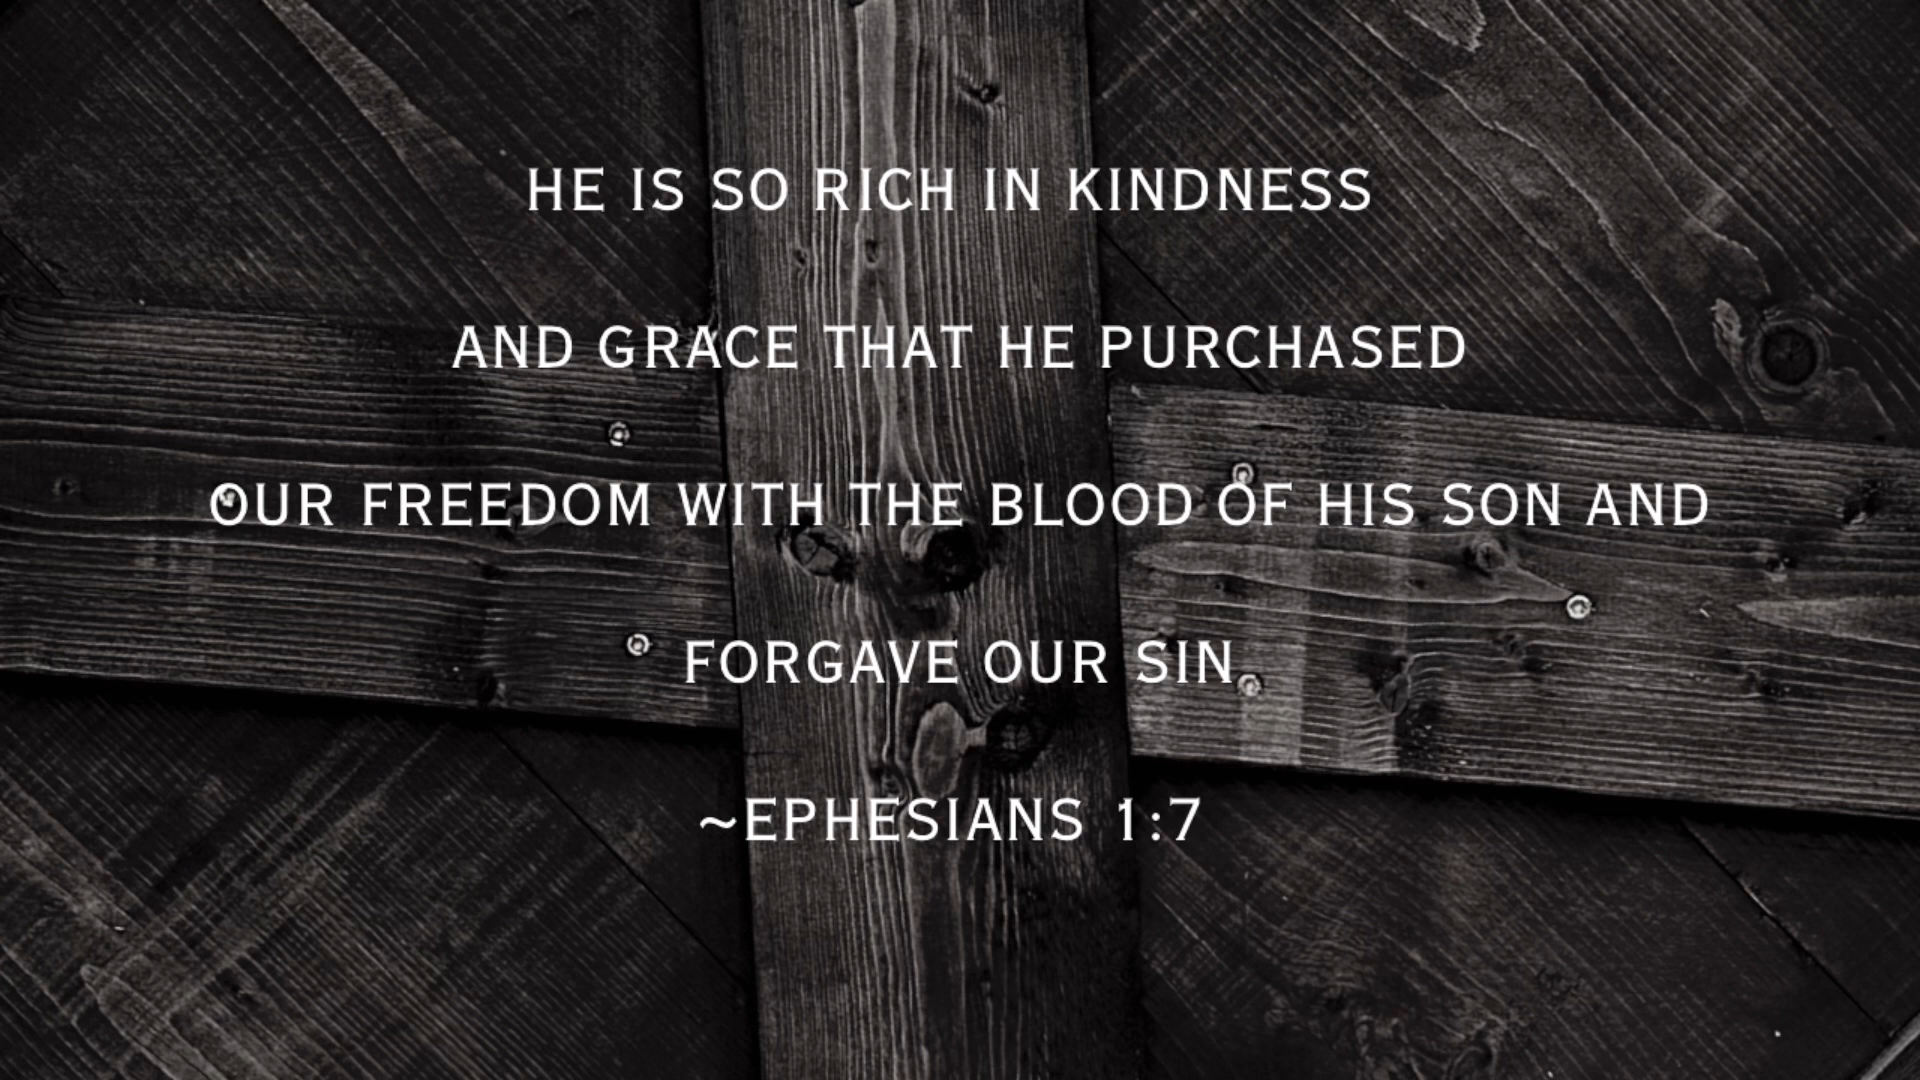 HE IS SO RICH IN KINDNESS
AND GRACE THAT HE PURCHASED
OUR FREEDOM WITH THE BLOOD OF HIS SON AND
FORGAVE OUR SIN
~EPHESIANS 1:7